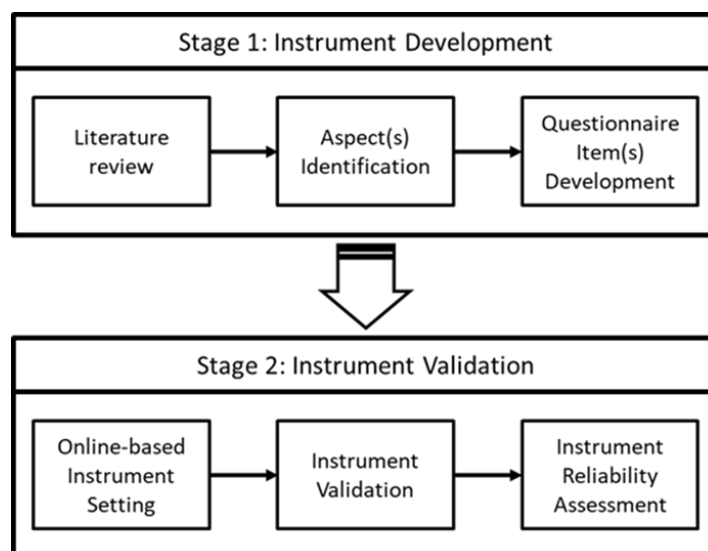 Stage 1: Instrument Development
Literature
review
Aspect(s)
Identification
Questionnaire
Item(s)
Development
Stage 2: Instrument Validation
Online-based
Instrument
Setting
Instrument
Validation
Instrument
Reliability
Assessment